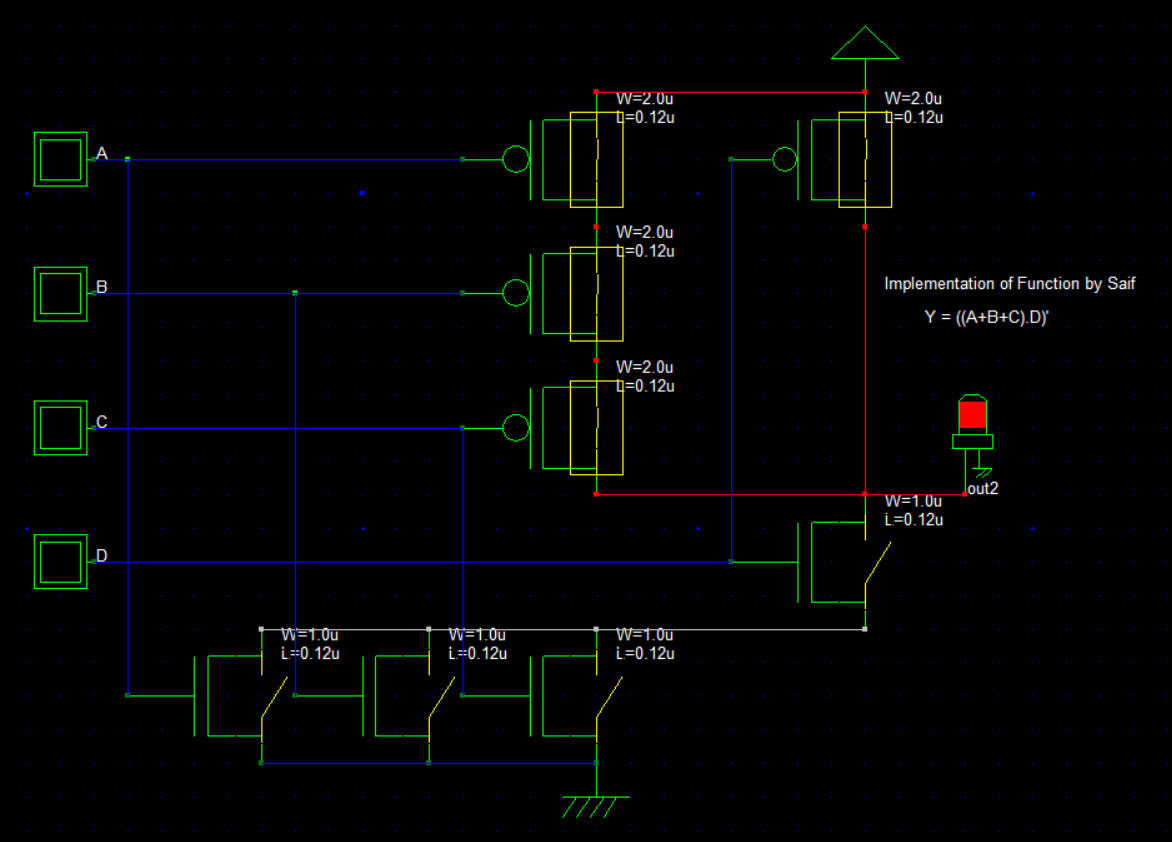 W=2.0u
L=0.12u
W=2.0u
L=0.12u
A
W=2.0u
L=0.12u
B
Implementation of Function by Saif
Y = ((A+B+C).D)'
W=2.0u
L=0.12u
C
out2
W=1.0u
L=0.12u
D
W=1.0u
L=0.12u
W=1.0u
L=0.12u
W=1.0u
L=0.12u